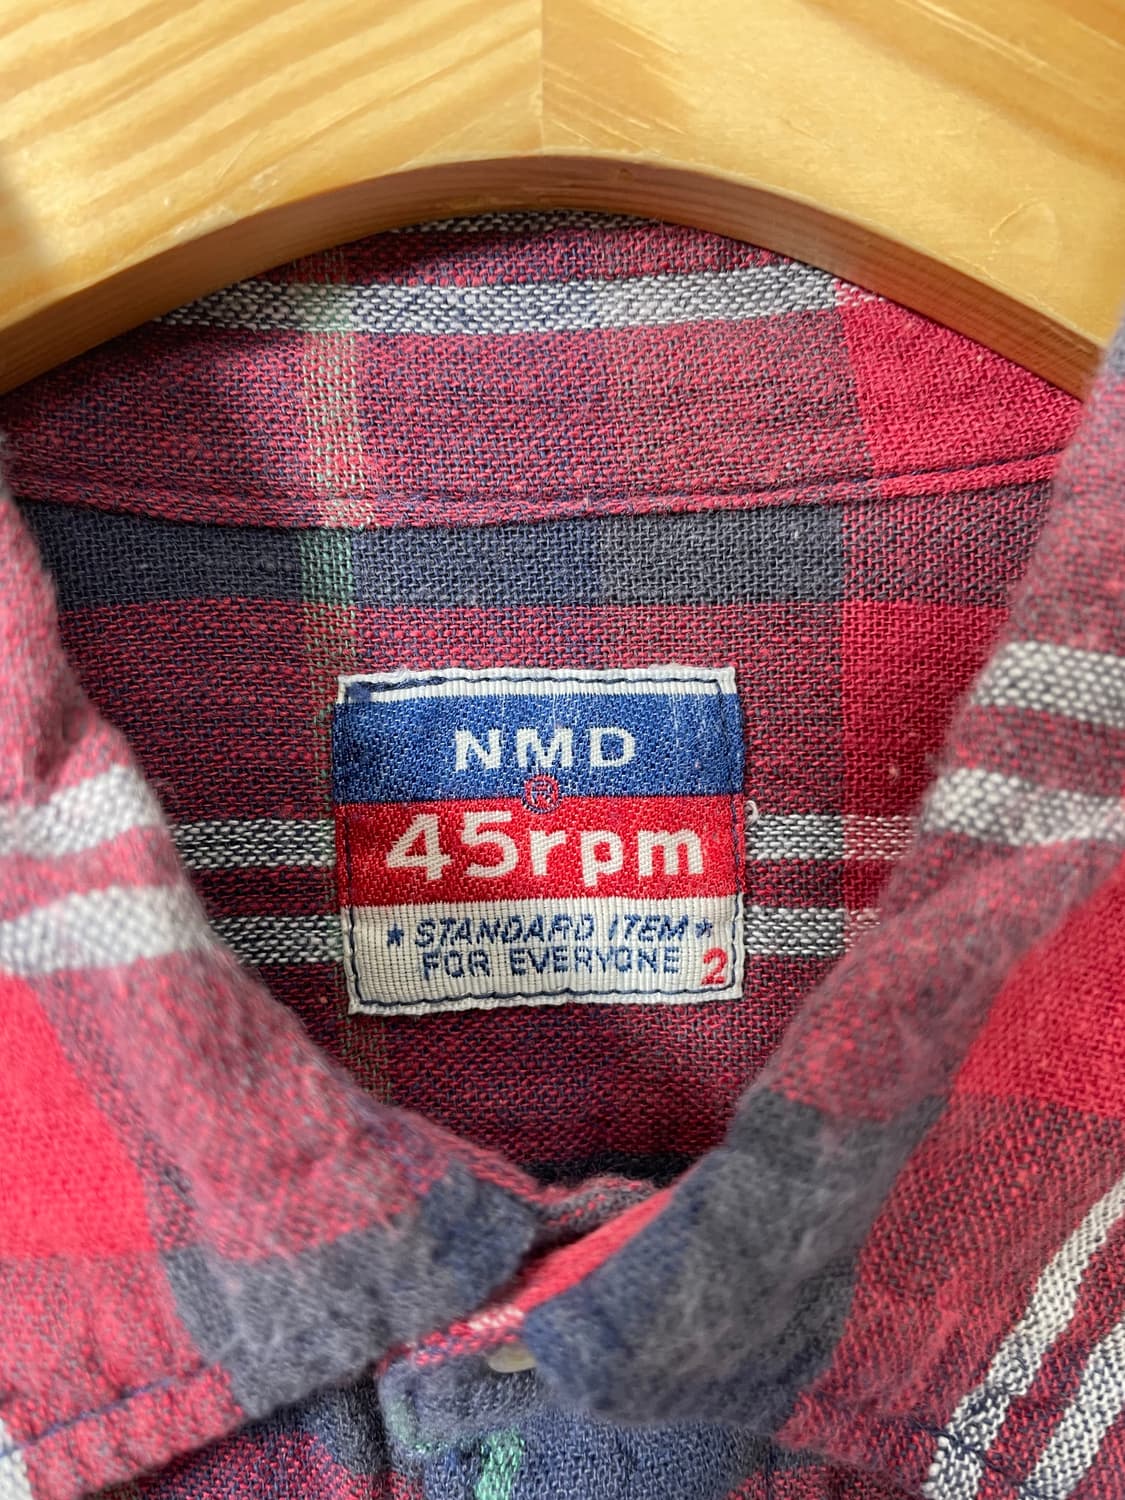 NMD
®
45rpm
* STANDARD ITEM *
FOR EVERYONE 2